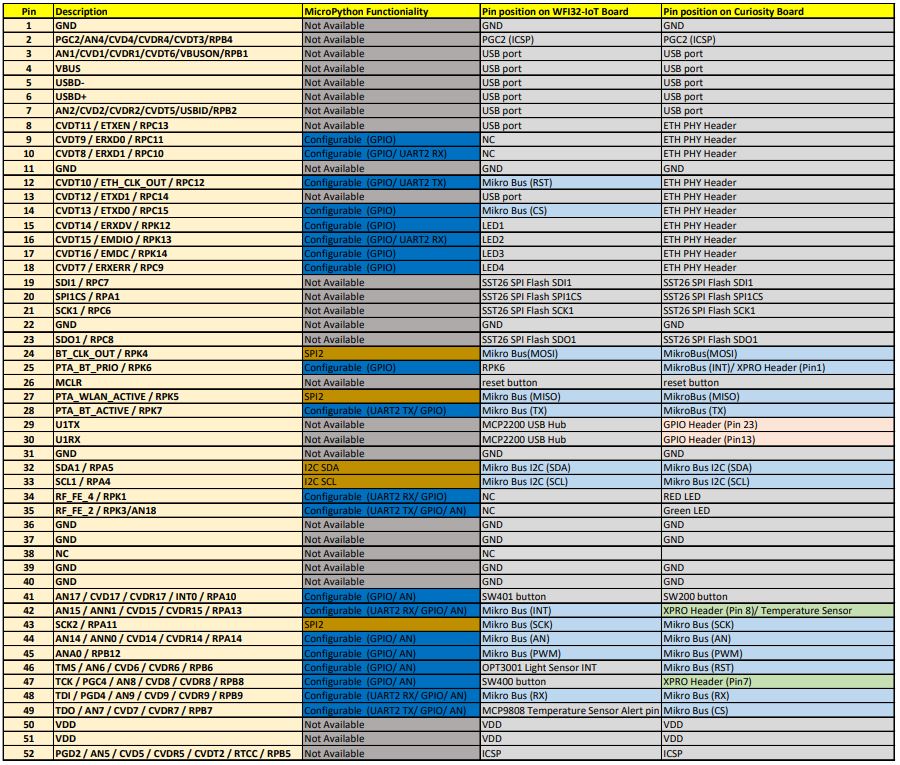 Pin Description MicroPython Functioniality Pin position on WFI32-IoT Board Pin position on Curiosity Board
1 GND Not Available GND GND
2 PGC2/AN4/CVD4/CVDR4/CVDT3/RPB4 Not Available PGC2 (ICSP) PGC2 (ICSP)
3 AN1/CVD1/CVDR1/CVDT6/VBUSON/RPB1 Not Available USB port USB port
4 VBUS Not Available USB port USB port
5 USBD- Not Available USB port USB port
6 USBD+ Not Available USB port USB port
7 AN2/CVD2/CVDR2/CVDT5/USBID/RPB2 Not Available USB port USB port
8 CVDT11 / ETXEN / RPC13 Not Available USB port ETH PHY Header
9 CVDT9 / ERXD0 / RPC11 Configurable (GPIO) NC ETH PHY Header
10 CVDT8 / ERXD1 / RPC10 Configurable (GPIO/ UART2 RX) NC ETH PHY Header
11 GND Not Available GND GND
12 CVDT10 / ETH_CLK_OUT / RPC12 Configurable (GPIO/ UART2 TX) Mikro Bus (RST) ETH PHY Header
13 CVDT12 / ETXD1 / RPC14 Not Available USB port ETH PHY Header
14 CVDT13 / ETXD0 / RPC15 Configurable (GPIO) Mikro Bus (CS) ETH PHY Header
15 CVDT14 / ERXDV / RPK12 Configurable (GPIO) LED1 ETH PHY Header
16 CVDT15 / EMDIO / RPK13 Configurable (GPIO/ UART2 RX) LED2 ETH PHY Header
17 CVDT16 / EMDC / RPK14 Configurable (GPIO) LED3 ETH PHY Header
18 CVDT7 / ERXERR / RPC9 Configurable (GPIO) LED4 ETH PHY Header
19 SDI1 / RPC7 Not Available SST26 SPI Flash SDI1 SST26 SPI Flash SDI1
20 SPI1CS / RPA1 Not Available SST26 SPI Flash SPI1CS SST26 SPI Flash SPI1CS
21 SCK1 / RPC6 Not Available SST26 SPI Flash SCK1 SST26 SPI Flash SCK1
22 GND Not Available GND GND
23 SDO1 / RPC8 Not Available SST26 SPI Flash SDO1 SST26 SPI Flash SDO1
24 BT_CLK_OUT / RPK4 SPI2 Mikro Bus(MOSI) MikroBus(MOSI)
25 PTA_BT_PRIO / RPK6 Configurable (GPIO) RPK6 MikroBus (INT)/ XPRO Header (Pin1)
26 MCLR Not Available reset button reset button
27 PTA_WLAN_ACTIVE / RPK5 SPI2 Mikro Bus (MISO) MikroBus (MISO)
28 PTA_BT_ACTIVE / RPK7 Configurable (UART2 TX/ GPIO) Mikro Bus (TX) MikroBus (TX)
29 U1TX Not Available MCP2200 USB Hub GPIO Header (Pin 23)
30 U1RX Not Available MCP2200 USB Hub GPIO Header (Pin13)
31 GND Not Available GND GND
32 SDA1 / RPA5 I2C SDA Mikro Bus I2C (SDA) Mikro Bus I2C (SDA)
33 SCL1 / RPA4 I2C SCL Mikro Bus I2C (SCL) Mikro Bus I2C (SCL)
34 RF_FE_4 / RPK1 Configurable (UART2 RX/ GPIO) NC RED LED
35 RF_FE_2 / RPK3/AN18 Configurable (UART2 TX/ GPIO/ AN) NC Green LED
36 GND Not Available GND GND
37 GND Not Available GND GND
38 NC Not Available NC
39 GND Not Available GND GND
40 GND Not Available GND GND
41 AN17 / CVD17 / CVDR17 / INT0 / RPA10 Configurable (GPIO/ AN) SW401 button SW200 button
42 AN15 / ANN1 / CVD15 / CVDR15 / RPA13 Configurable (UART2 RX/ GPIO/ AN) Mikro Bus (INT) XPRO Header (Pin 8)/ Temperature Sensor
43 SCK2 / RPA11 SPI2 Mikro Bus (SCK) Mikro Bus (SCK)
44 AN14 / ANN0 / CVD14 / CVDR14 / RPA14 Configurable (GPIO/ AN) Mikro Bus (AN) Mikro Bus (AN)
45 ANA0 / RPB12 Configurable (GPIO/ AN) Mikro Bus (PWM) Mikro Bus (PWM)
46 TMS / AN6 / CVD6 / CVDR6 / RPB6 Configurable (GPIO/ AN) OPT3001 Light Sensor INT Mikro Bus (RST)
47 TCK / PGC4 / AN8 / CVD8 / CVDR8 / RPB8 Configurable (GPIO/ AN) SW400 button XPRO Header (Pin7)
48 TDI / PGD4 / AN9 / CVD9 / CVDR9 / RPB9 Configurable (UART2 RX/ GPIO/ AN) Mikro Bus (RX) Mikro Bus (RX)
49 TDO / AN7 / CVD7 / CVDR7 / RPB7 Configurable (UART2 TX/ GPIO/ AN) MCP9808 Temperature Sensor Alert pin Mikro Bus (CS)
50 VDD Not Available VDD VDD
51 VDD Not Available VDD VDD
52 PGD2 / AN5 / CVD5 / CVDR5 / CVDT2 / RTCC / RPB5 Not Available ICSP ICSP